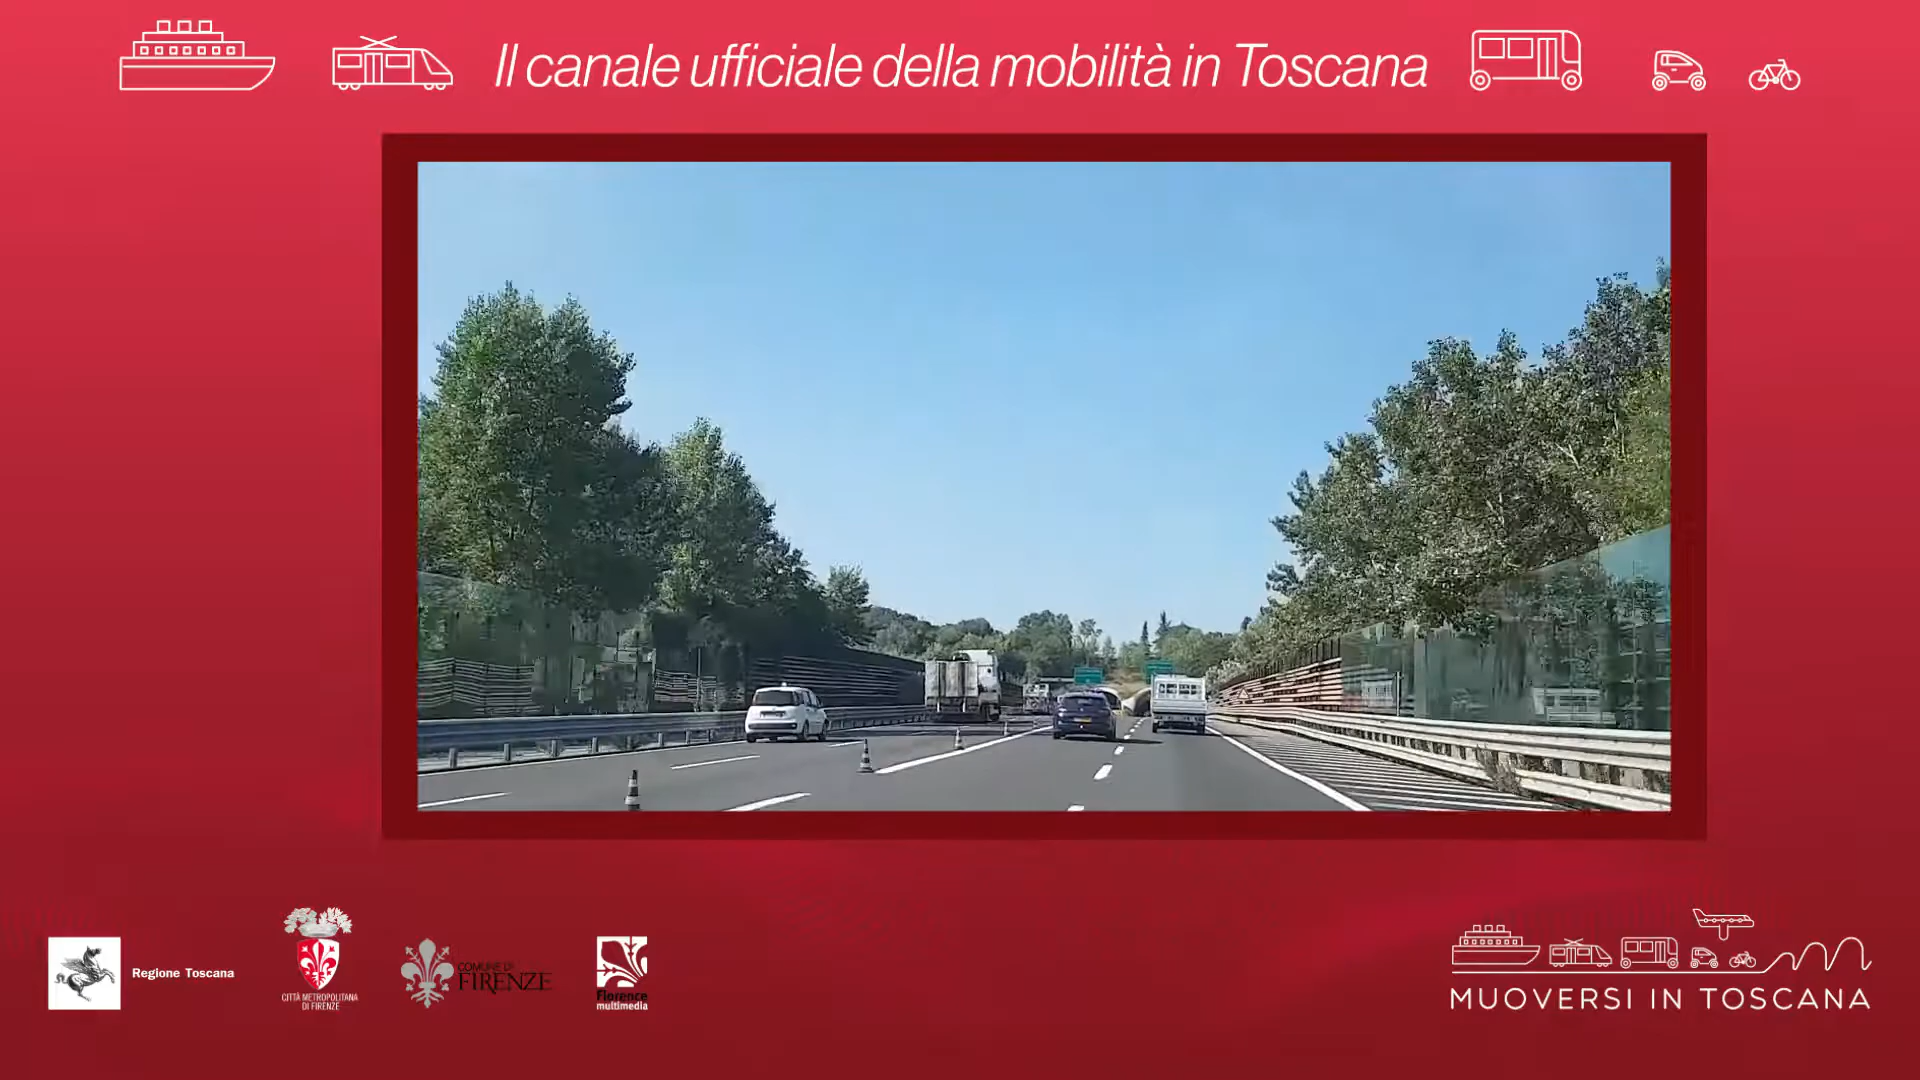 Il canale ufficiale della mobilità in Toscana
Regione Toscana
CITTÀ METROPOLITANA
DI FIRENZE
COMUNE DI
FIRENZE
Florence
multimedia
MUOVERSI IN TOSCANA